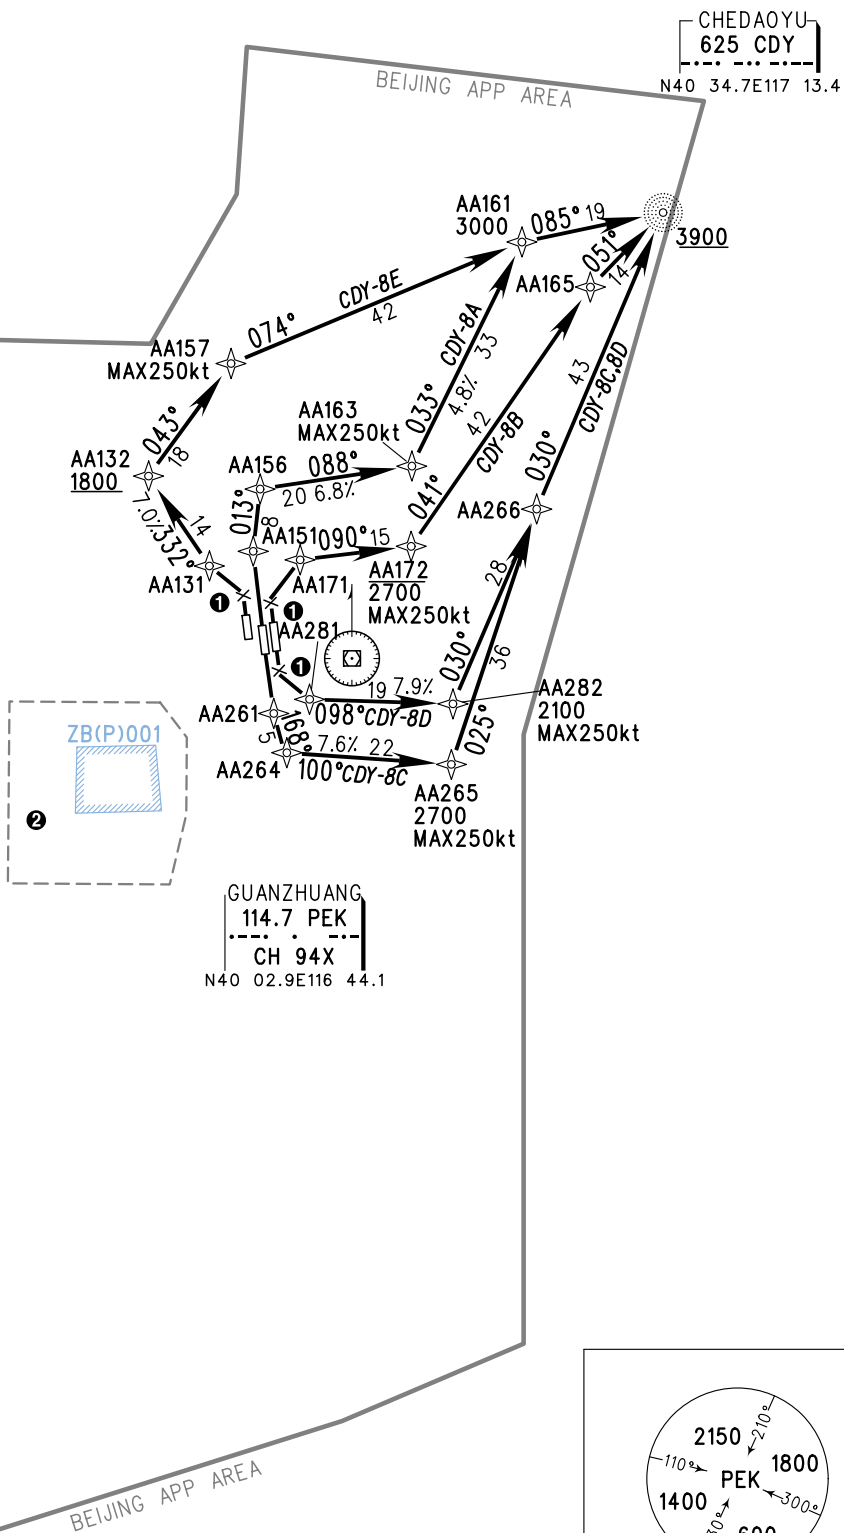 CHEDAOYU
625 CDY
N40 34.7E117 13.4
BEIJING APP AREA
AA161
3000
085° 19
3900
051°
14
AA165
CDY-8E
42
074°
AA157
MAX250kt
CDY-8A
33
4.8%
033°
43
CDY-8C,8D
42
CDY-8B
AA163
MAX250kt
043°
18
AA132
1800
AA156
088°
20 6.8%
030°
041°
AA266
7.0%
14
332°
013°
8
AA151
090° 15
AA131
AA171
AA172
2700
MAX250kt
1
1
AA281
28
1
030°
36
19 7.9%
AA282
2100
MAX250kt
AA261
098° CDY-8D
168°
5
7.6% 22
025°
AA264
100° CDY-8C
AA265
2700
MAX250kt
ZB(P)001
2
GUANZHUANG
114.7 PEK
CH 94X
N40 02.9E116 44.1
BEIJING APP AREA
2150
210°
110°
PEK
1800
1400
300°